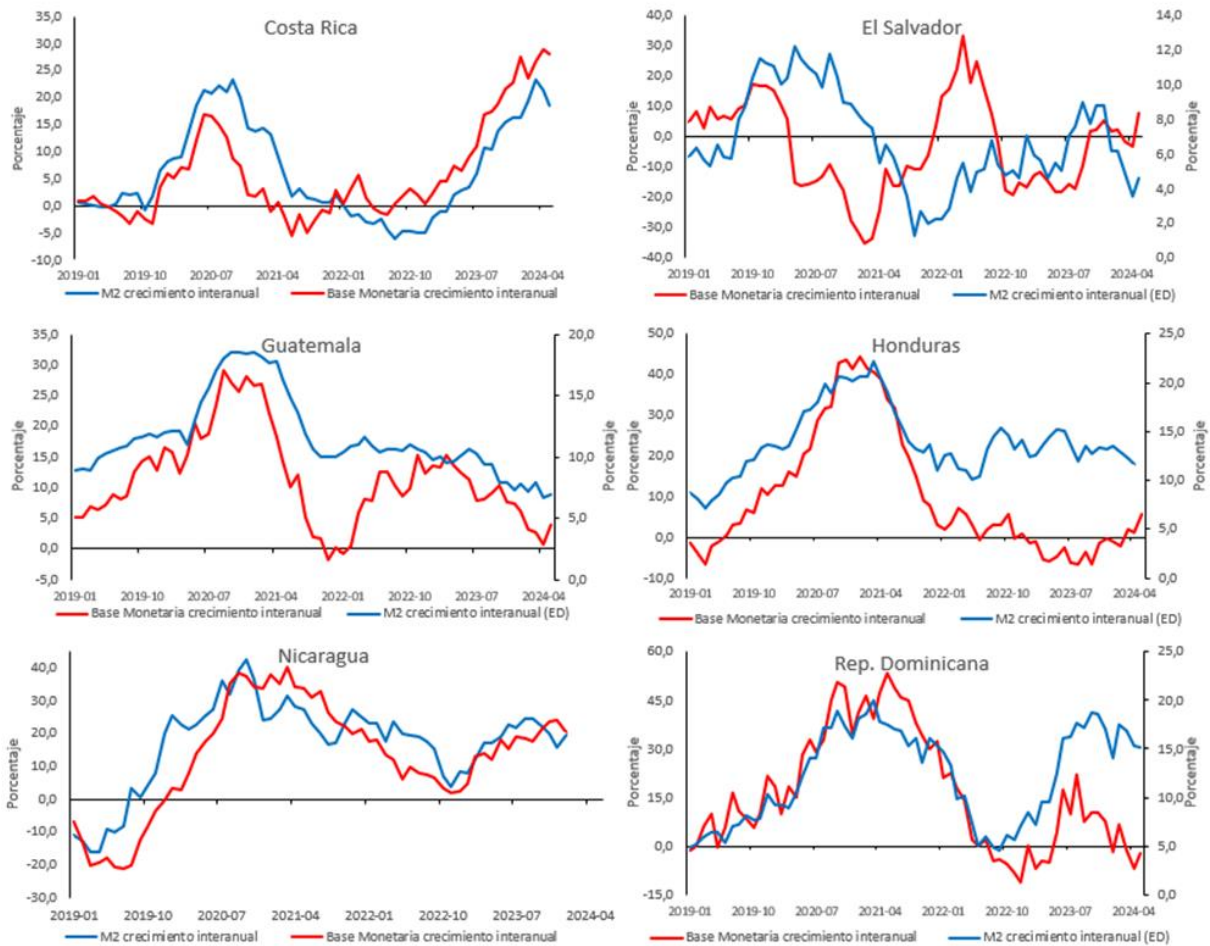 Costa Rica
Porcentaje
35,0
30,0
25,0
20,0
15,0
10,0
5,0
0,0
-5,0
-10,0
2019-01 2019-10 2020-07 2021-04 2022-01 2022-10 2023-07 2024-04
M2 crecimiento interanual Base Monetaria crecimiento interanual
El Salvador
Porcentaje
40,0
30,0
20,0
10,0
0,0
-10,0
-20,0
-30,0
-40,0
14,0
12,0
10,0
8,0
6,0
4,0
2,0
0,0
Porcentaje
2019-01 2019-10 2020-07 2021-04 2022-01 2022-10 2023-07 2024-04
Base Monetaria crecimiento interanual M2 crecimiento interanual (ED)
Guatemala
Porcentaje
35,0
30,0
25,0
20,0
15,0
10,0
5,0
0,0
-5,0
20,0
15,0
10,0
5,0
0,0
Porcentaje
2019-01 2019-10 2020-07 2021-04 2022-01 2022-10 2023-07 2024-04
Base Monetaria crecimiento interanual M2 crecimiento interanual (ED)
Honduras
Porcentaje
50,0
40,0
30,0
20,0
10,0
0,0
-10,0
25,0
20,0
15,0
10,0
5,0
0,0
Porcentaje
2019-01 2019-10 2020-07 2021-04 2022-01 2022-10 2023-07 2024-04
Base Monetaria crecimiento interanual M2 crecimiento interanual (ED)
Nicaragua
Porcentaje
40,0
30,0
20,0
10,0
0,0
-10,0
-20,0
-30,0
2019-01 2019-10 2020-07 2021-04 2022-01 2022-10 2023-07 2024-04
M2 crecimiento interanual Base Monetaria crecimiento interanual
Rep. Dominicana
Porcentaje
60,0
45,0
30,0
15,0
0,0
-15,0
25,0
20,0
15,0
10,0
5,0
0,0
Porcentaje
2019-01 2019-10 2020-07 2021-04 2022-01 2022-10 2023-07 2024-04
Base Monetaria crecimiento interanual M2 crecimiento interanual (ED)